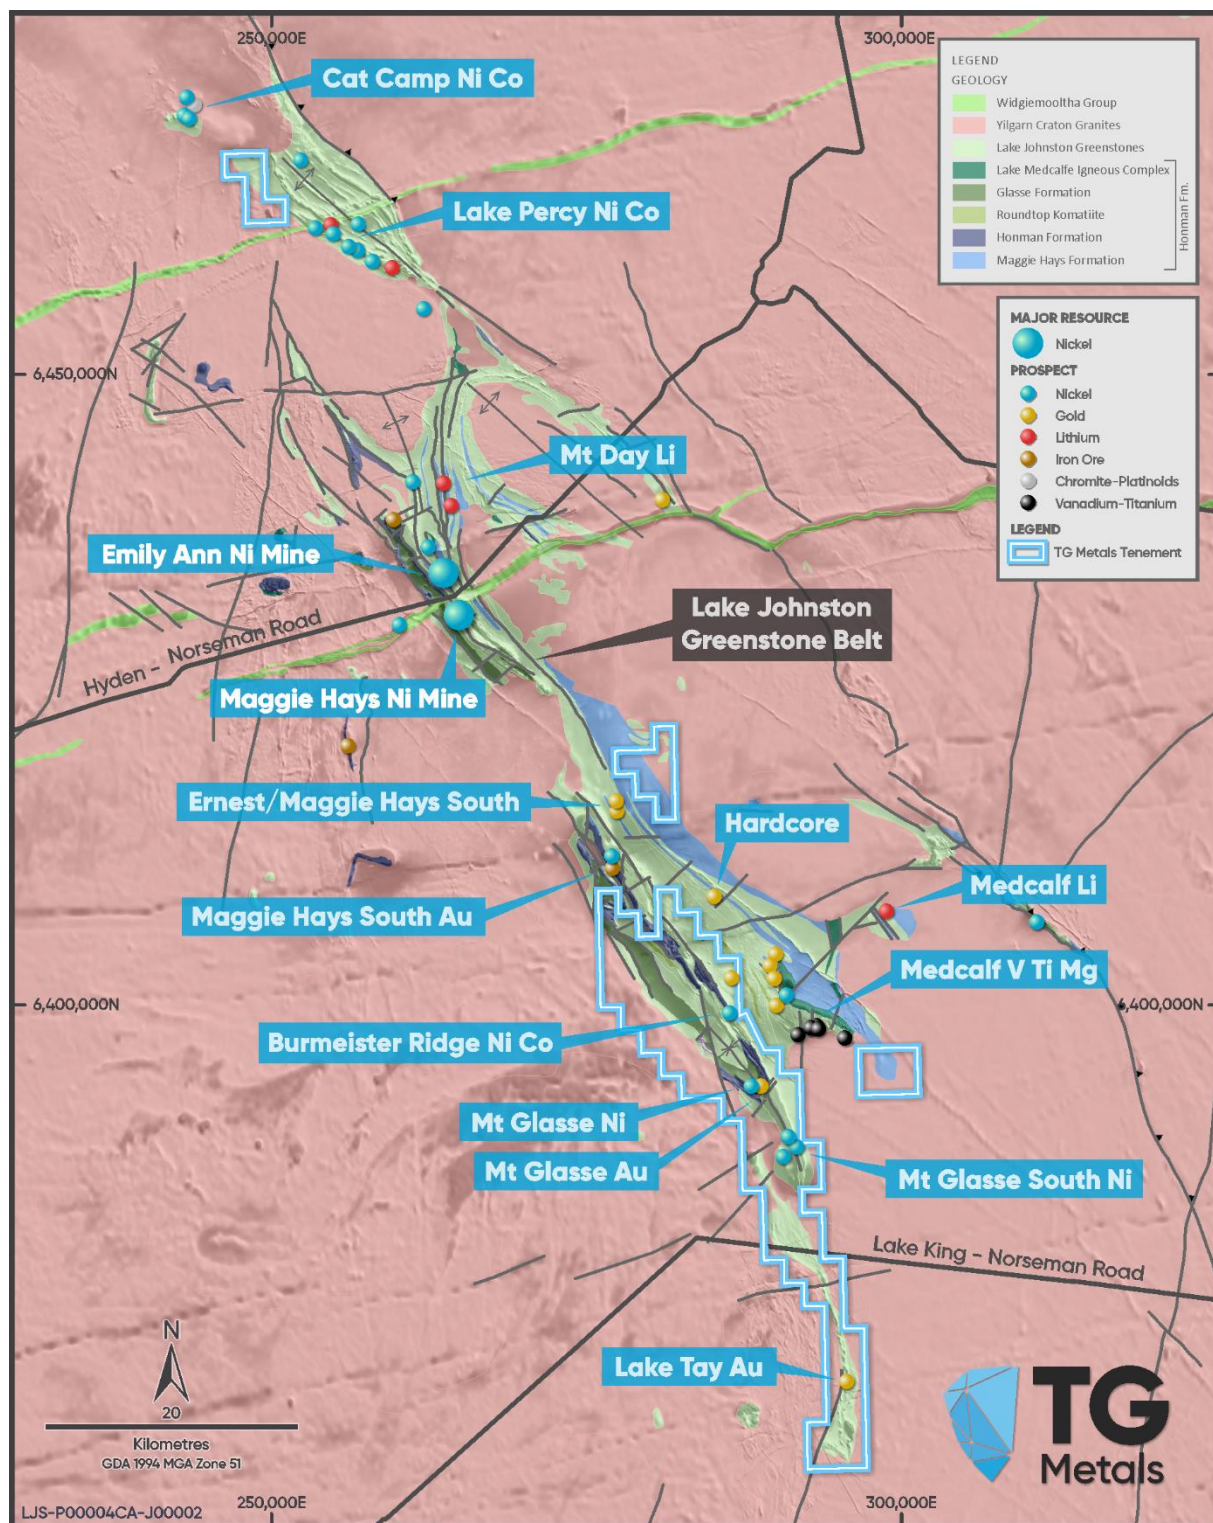 250,000E
300,000E
Cat Camp Ni Co
LEGEND
GEOLOGY
Widgiemooltha Group
Yilgarn Craton Granites
Lake Johnston Greenstones
Lake Medcalfe Igneous Complex
Glasse Formation
Roundtop Komatiite
Honman Formation
Maggie Hays Formation
Honman Fm.
Lake Percy Ni Co
MAJOR RESOURCE
Nickel
PROSPECT
Nickel
Gold
Lithium
Iron Ore
Chromite-Platinoids
Vanadium-Titanium
LEGEND
TG Metals Tenement
6,450,000N
Mt Day Li
Emily Ann Ni Mine
Lake Johnston
Greenstone Belt
Hyden - Norseman Road
Maggie Hays Ni Mine
Ernest/Maggie Hays South
Hardcore
Medcalf Li
Maggie Hays South Au
Medcalf V Ti Mg
6,400,000N
6,400,000N
Burmeister Ridge Ni Co
Mt Glasse Ni
Mt Glasse Au
Mt Glasse South Ni
Lake King - Norseman Road
Lake Tay Au
N
20
Kilometres
GDA 1994 MGA Zone 51
TG
Metals
LJS-P00004CA-J00002
250,000E
300,000E